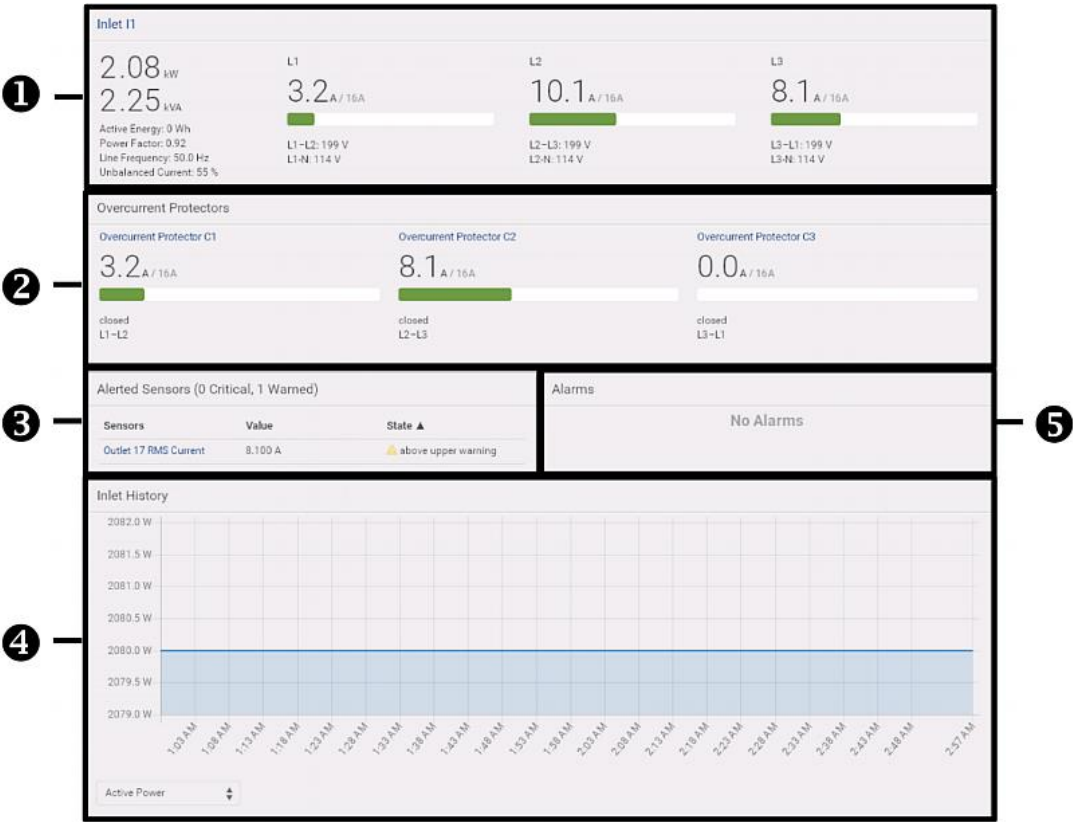 Inlet I1
❶
2.08 kW
2.25 kVA
Active Energy: 0 Wh
Power Factor: 0.92
Line Frequency: 50.0 Hz
Unbalanced Current: 55 %
L1
3.2 A / 16A
L1-L2: 199 V
L1-N: 114 V
L2
10.1 A / 16A
L2-L3: 199 V
L2-N: 114 V
L3
8.1 A / 16A
L3-L1: 199 V
L3-N: 114 V
Overcurrent Protectors
❷
Overcurrent Protector C1
3.2 A / 16A
closed
L1-L2
Overcurrent Protector C2
8.1 A / 16A
closed
L2-L3
Overcurrent Protector C3
0.0 A / 16A
closed
L3-L1
Alerted Sensors (0 Critical, 1 Warned)
❸
Sensors Value State ▲
Outlet 17 RMS Current 8.100 A above upper warning
Alarms
No Alarms
❺
Inlet History
❹
2082.0 W
2081.5 W
2081.0 W
2080.5 W
2080.0 W
2079.5 W
2079.0 W
1:03 AM
1:08 AM
1:13 AM
1:18 AM
1:23 AM
1:28 AM
1:33 AM
1:38 AM
1:43 AM
1:48 AM
1:53 AM
1:58 AM
2:03 AM
2:08 AM
2:13 AM
2:18 AM
2:23 AM
2:28 AM
2:33 AM
2:38 AM
2:43 AM
2:48 AM
2:57 AM
Active Power